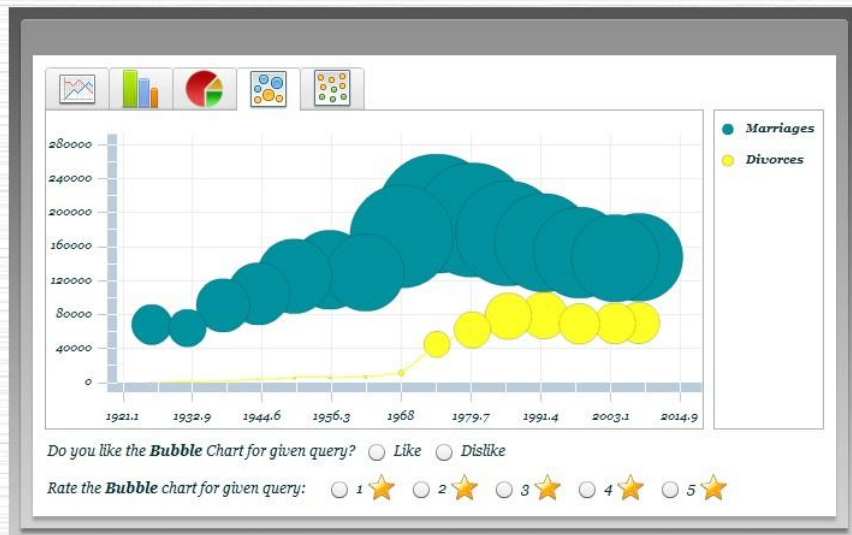 Marriages
Divorces
280000
240000
200000
160000
120000
80000
40000
0
1921.1 1932.9 1944.6 1956.3 1968 1979.7 1991.4 2003.1 2014.9
Do you like the Bubble Chart for given query? Like Dislike
Rate the Bubble chart for given query: 1 2 3 4 5